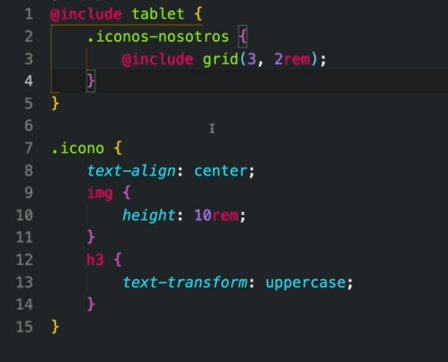 1 @include tablet {
2     .iconos-nosotros {
3         @include grid(3, 2rem);
4     }
5 }
6
7 .icono {
8     text-align: center;
9     img {
10         height: 10rem;
11     }
12     h3 {
13         text-transform: uppercase;
14     }
15 }